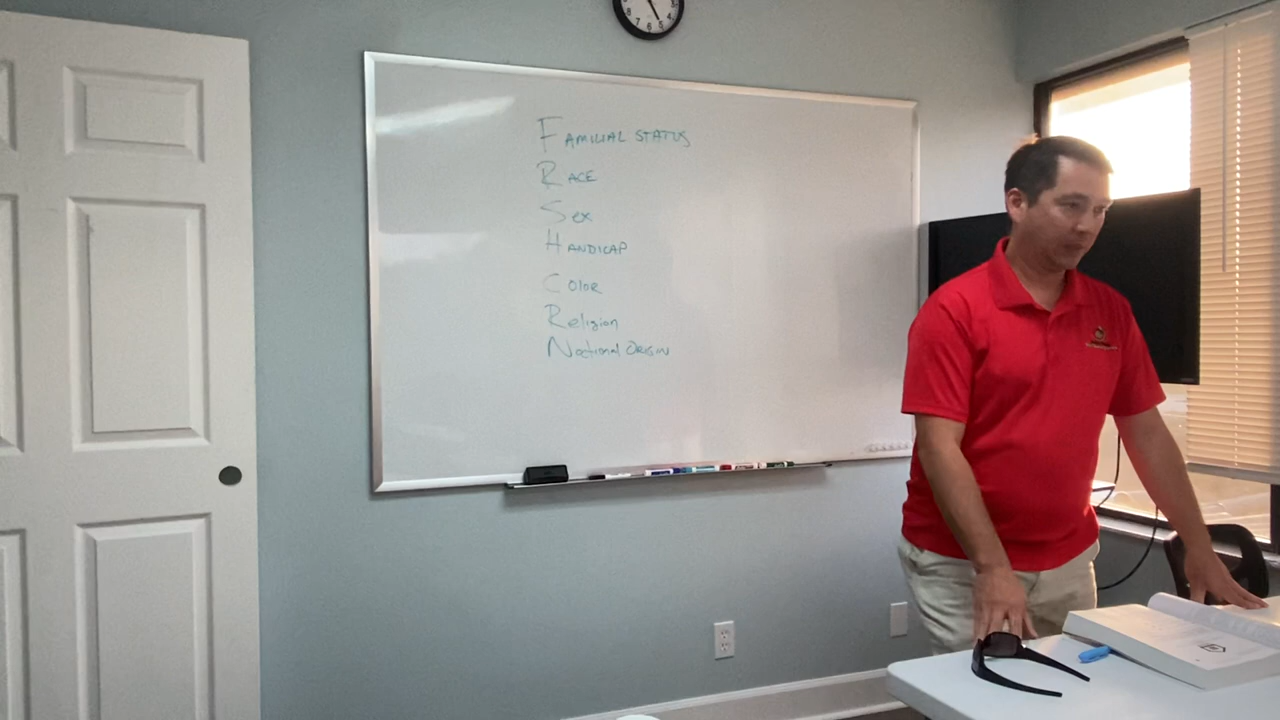 FAMILIAL STATUS
RACE
Sex
HANDICAP
Color
Religion
National ORIGIN